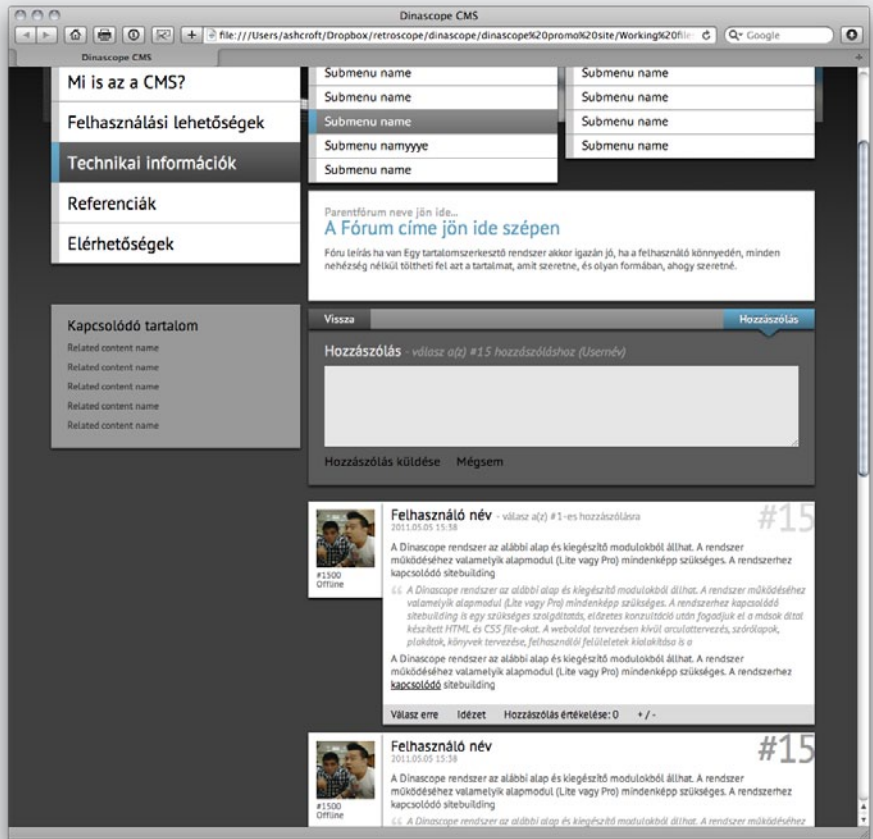 Dinascope CMS
file:///Users/ashcroft/Dropbox/retroscope/dinascope/dinascope%20promo%20site/Working%20file
Google
Dinascope CMS
Mi is az a CMS?
Felhasználási lehetőségek
Technikai információk
Referenciák
Elérhetőségek
Submenu name
Submenu name
Submenu name
Submenu namyyye
Submenu name
Submenu name
Submenu name
Submenu name
Submenu name
Kapcsolódó tartalom
Related content name
Related content name
Related content name
Related content name
Related content name
Parentfórum neve jön ide...
A Fórum címe jön ide szépen
Fóru leírás ha van Egy tartalomszerkesztő rendszer akkor igazán jó, ha a felhasználó könnyedén, minden
nehézség nélkül töltheti fel azt a tartalmat, amit szeretne, és olyan formában, ahogy szeretné.
Vissza
Hozzászólás
Hozzászólás - válasz a(z) #15 hozzászóláshoz (Usernév)
Hozzászólás küldése Mégsem
#1500
Offline
Felhasználó név - válasz a(z) #1-es hozzászólásra
#15
2011.05.05 15:38
A Dinascope rendszer az alábbi alap és kiegészítő modulokból állhat. A rendszer
működéséhez valamelyik alapmodul (Lite vagy Pro) mindenképp szükséges. A rendszerhez
kapcsolódó sitebuilding
“ A Dinascope rendszer az alábbi alap és kiegészítő modulokból állhat. A rendszer működéséhez
valamelyik alapmodul (Lite vagy Pro) mindenképp szükséges. A rendszerhez kapcsolódó
sitebuilding is egy szükséges szolgáltatás, előzetes konzultáció után fogadjuk el a mások által
készített HTML és CSS file-okat. A weboldal tervezésen kívül arculattervezés, szórólapok,
plakátok, könyvek tervezése, felhasználói felületek kialakítása is a
A Dinascope rendszer az alábbi alap és kiegészítő modulokból állhat. A rendszer
működéséhez valamelyik alapmodul (Lite vagy Pro) mindenképp szükséges. A rendszerhez
kapcsolódó sitebuilding
Válasz erre Idézet Hozzászólás értékelése: 0 + / -
#1500
Offline
Felhasználó név
#15
2011.05.05 15:38
A Dinascope rendszer az alábbi alap és kiegészítő modulokból állhat. A rendszer
működéséhez valamelyik alapmodul (Lite vagy Pro) mindenképp szükséges. A rendszerhez
kapcsolódó sitebuilding
“ A Dinascope rendszer az alábbi alap és kiegészítő modulokból állhat. A rendszer működéséhez